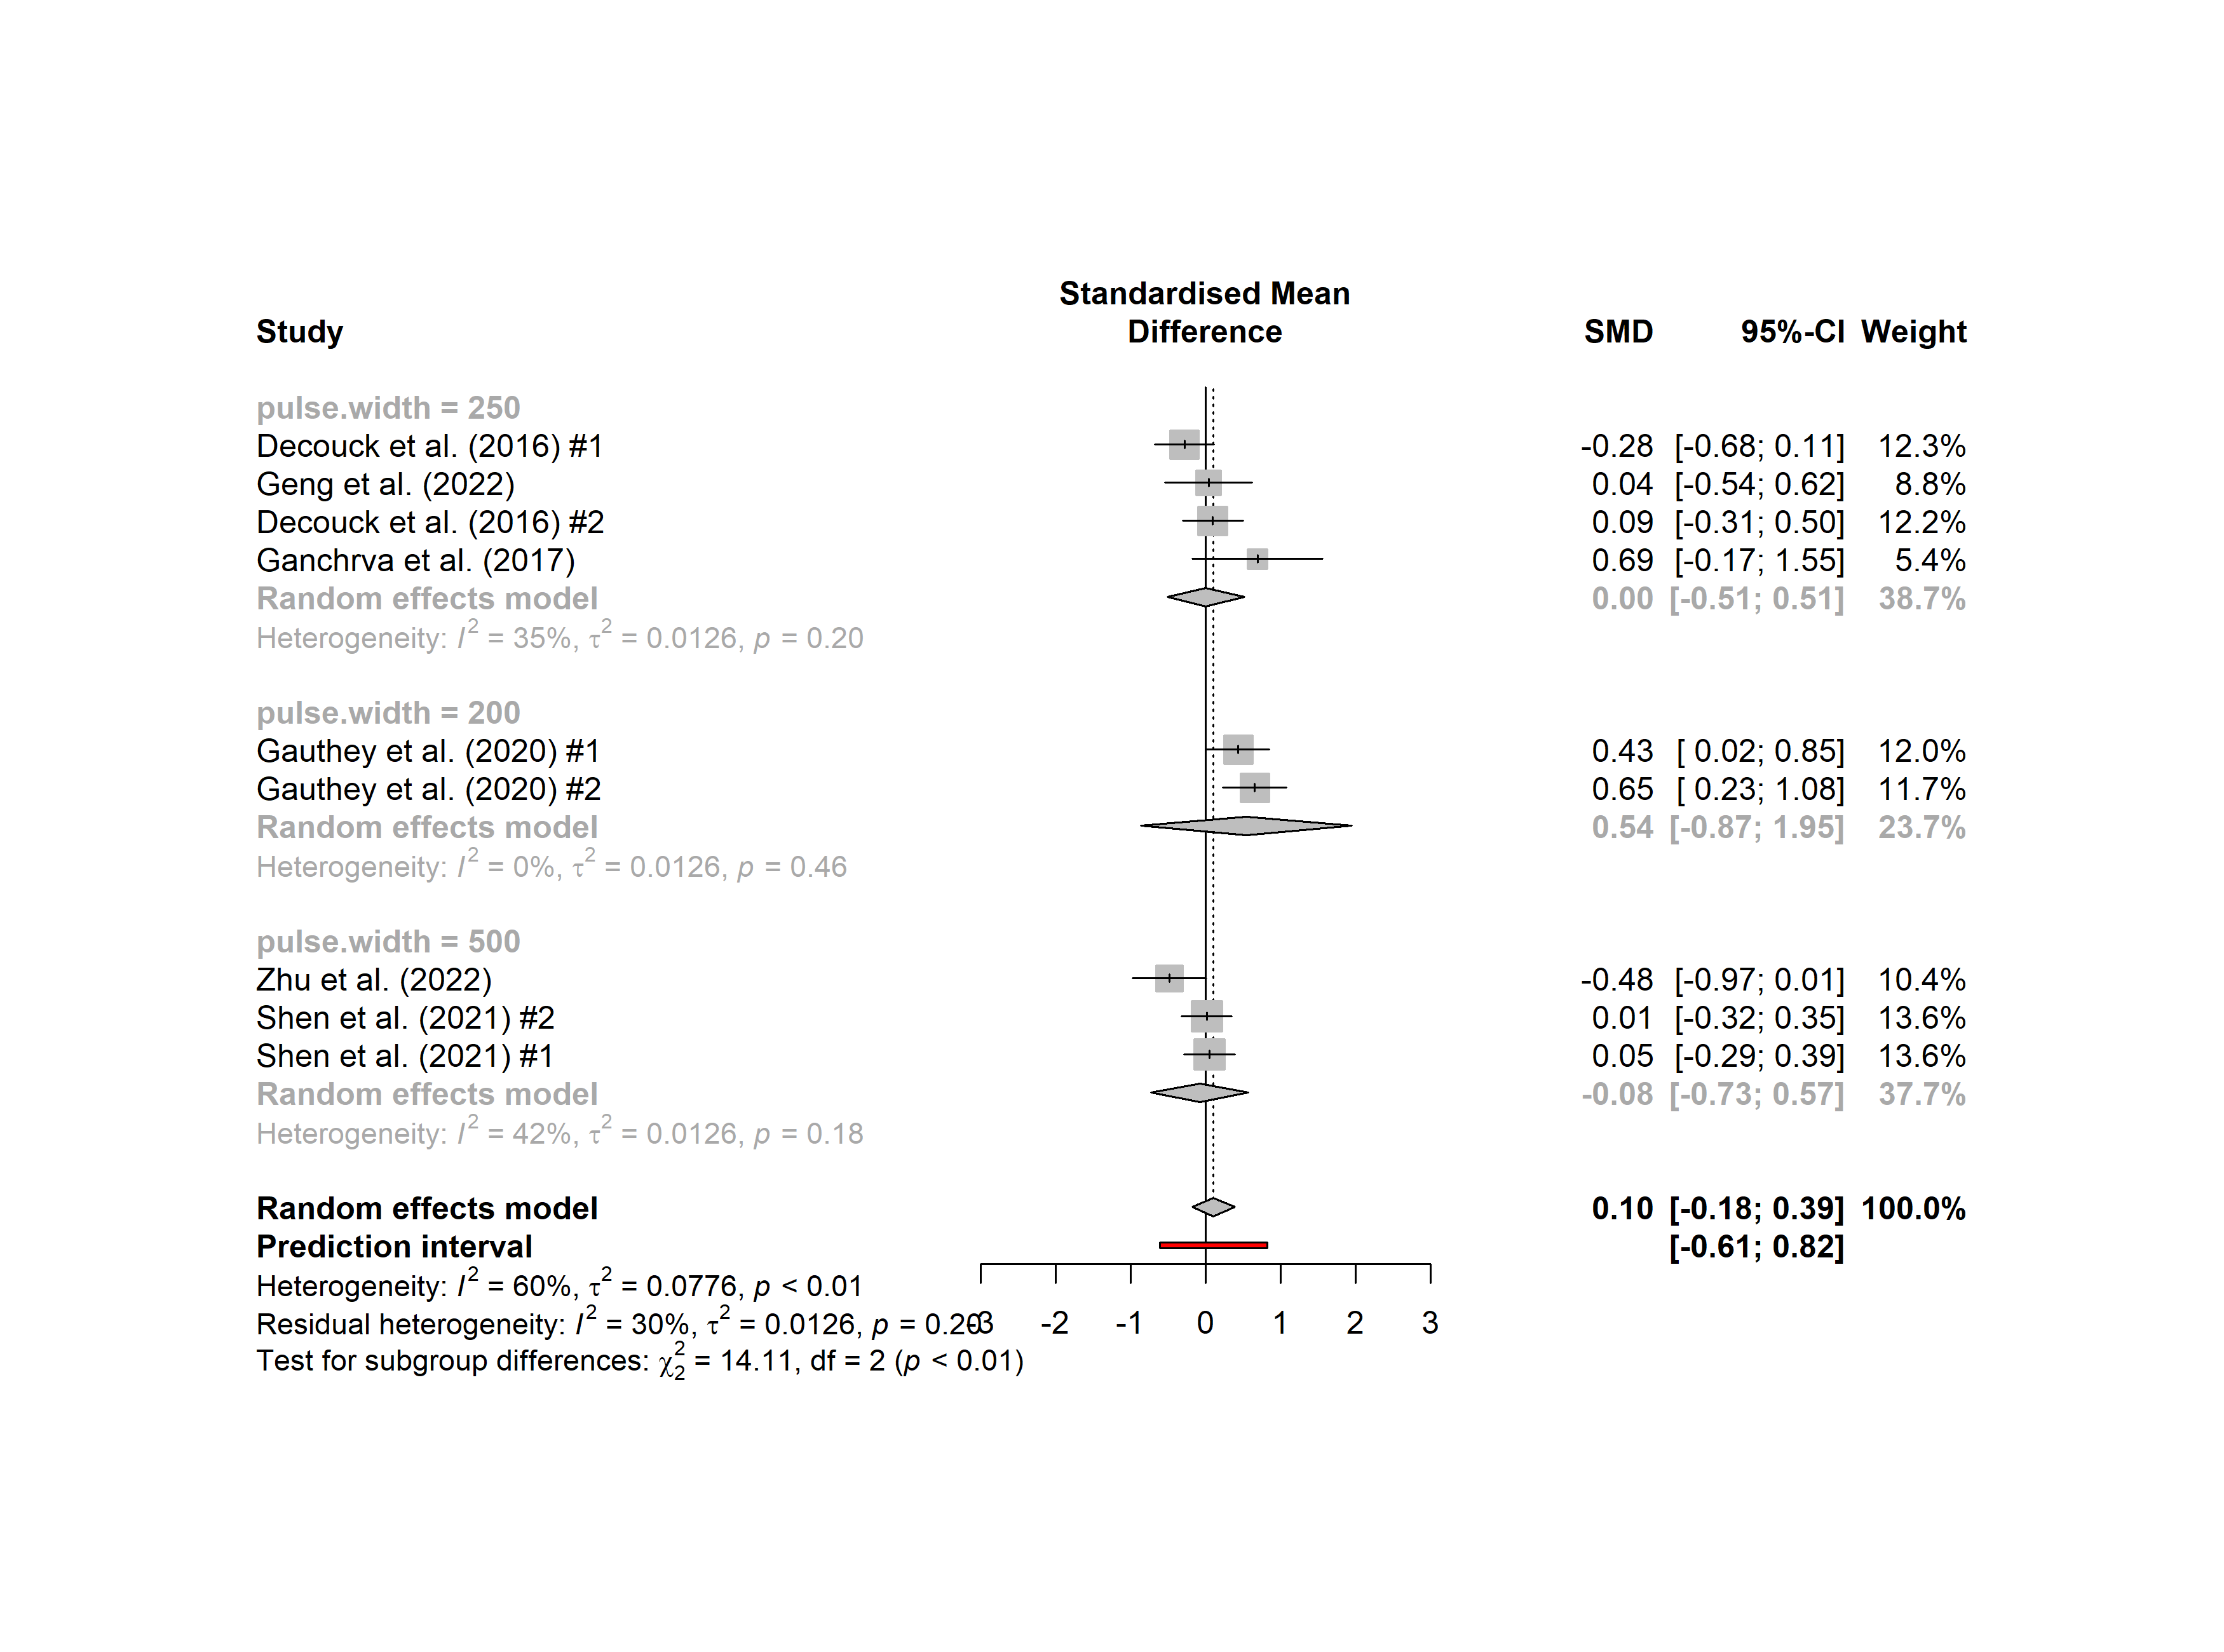 Standardised Mean
Study Difference SMD 95%-CI Weight
pulse.width = 250
Decouck et al. (2016) #1 -0.28 [-0.68; 0.11] 12.3%
Geng et al. (2022) 0.04 [-0.54; 0.62] 8.8%
Decouck et al. (2016) #2 0.09 [-0.31; 0.50] 12.2%
Ganchrva et al. (2017) 0.69 [-0.17; 1.55] 5.4%
Random effects model 0.00 [-0.51; 0.51] 38.7%
Heterogeneity: I² = 35%, τ² = 0.0126, p = 0.20
pulse.width = 200
Gauthey et al. (2020) #1 0.43 [ 0.02; 0.85] 12.0%
Gauthey et al. (2020) #2 0.65 [ 0.23; 1.08] 11.7%
Random effects model 0.54 [-0.87; 1.95] 23.7%
Heterogeneity: I² = 0%, τ² = 0.0126, p = 0.46
pulse.width = 500
Zhu et al. (2022) -0.48 [-0.97; 0.01] 10.4%
Shen et al. (2021) #2 0.01 [-0.32; 0.35] 13.6%
Shen et al. (2021) #1 0.05 [-0.29; 0.39] 13.6%
Random effects model -0.08 [-0.73; 0.57] 37.7%
Heterogeneity: I² = 42%, τ² = 0.0126, p = 0.18
Random effects model 0.10 [-0.18; 0.39] 100.0%
Prediction interval [-0.61; 0.82]
Heterogeneity: I² = 60%, τ² = 0.0776, p < 0.01
Residual heterogeneity: I² = 30%, τ² = 0.0126, p = 0.20 -3 -2 -1 0 1 2 3
Test for subgroup differences: χ²₂ = 14.11, df = 2 (p < 0.01)